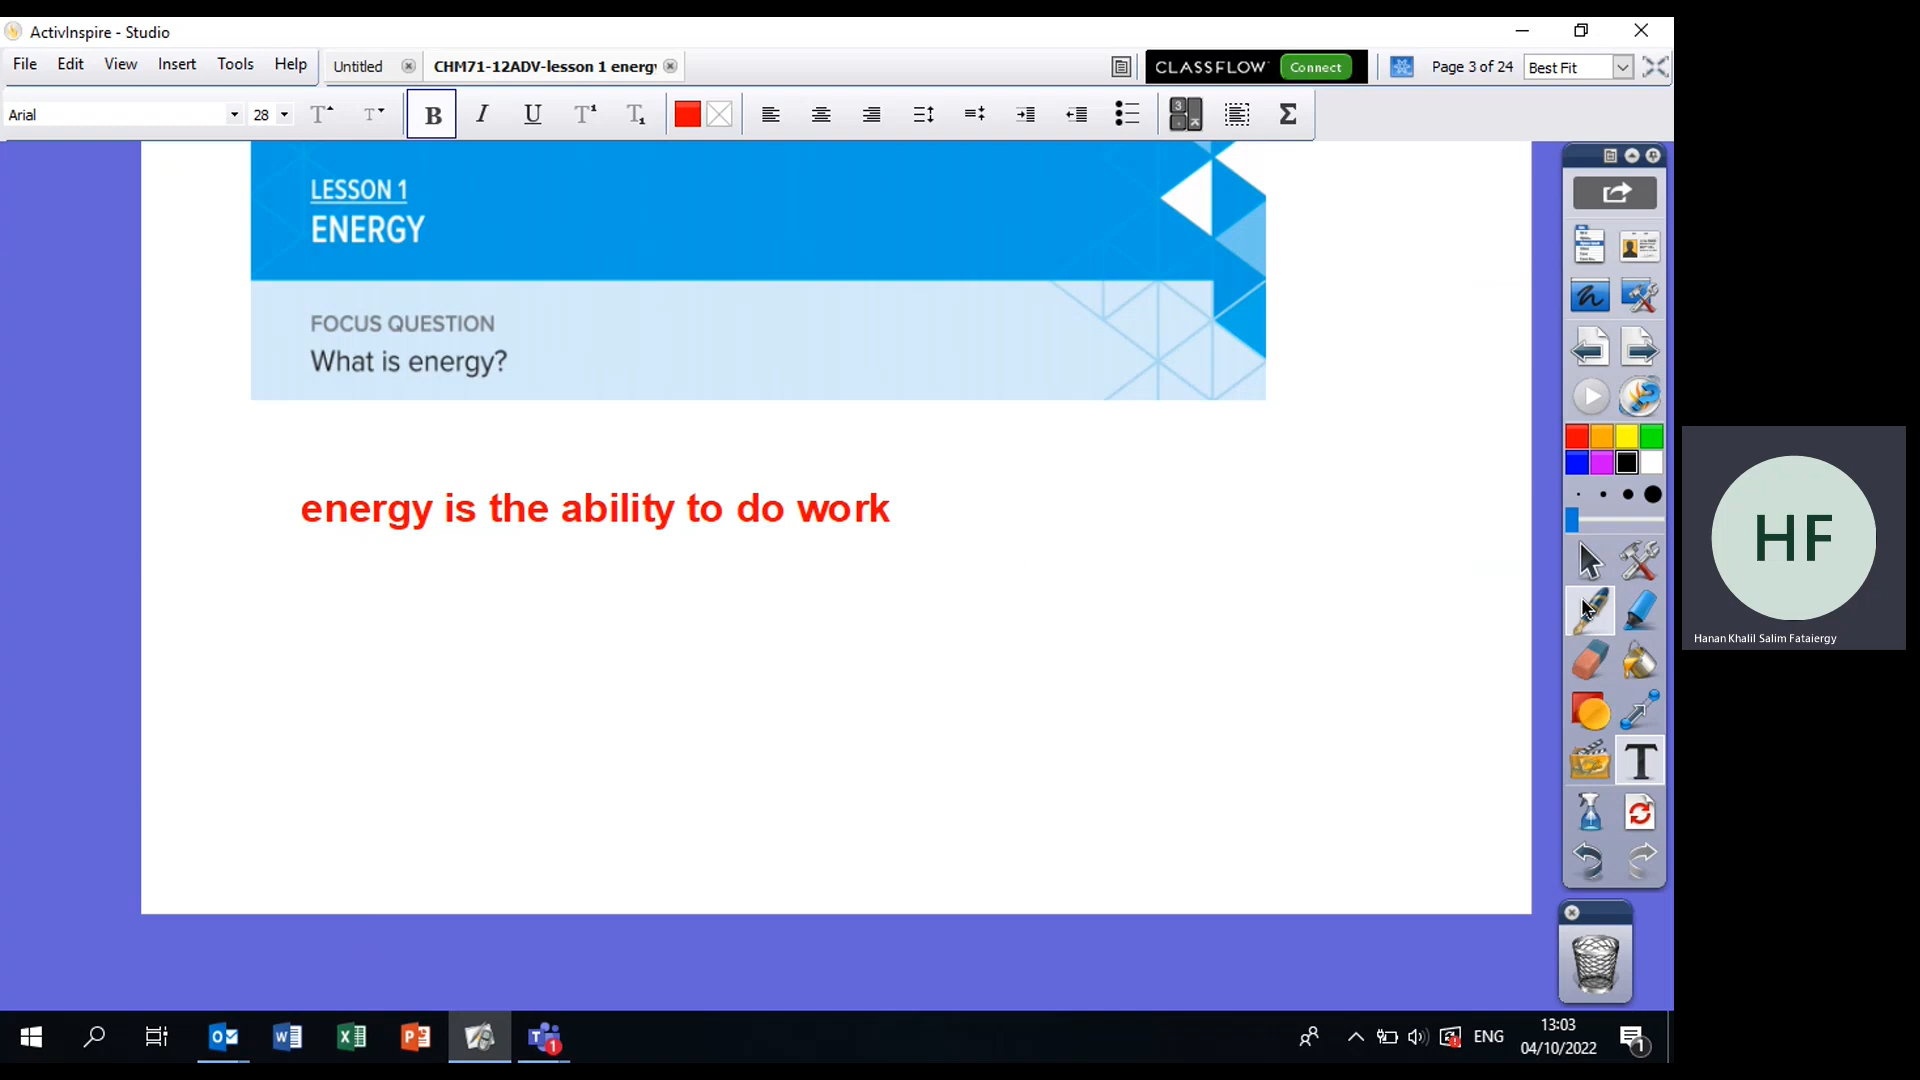 ActivInspire - Studio
File Edit View Insert Tools Help
Untitled
CHM71-12ADV-lesson 1 energy
CLASSFLOW Connect
Page 3 of 24
Best Fit
Arial
28
LESSON 1
ENERGY
FOCUS QUESTION
What is energy?
energy is the ability to do work
HF
Hanan Khalil Salim Fataiergy
ENG
13:03
04/10/2022